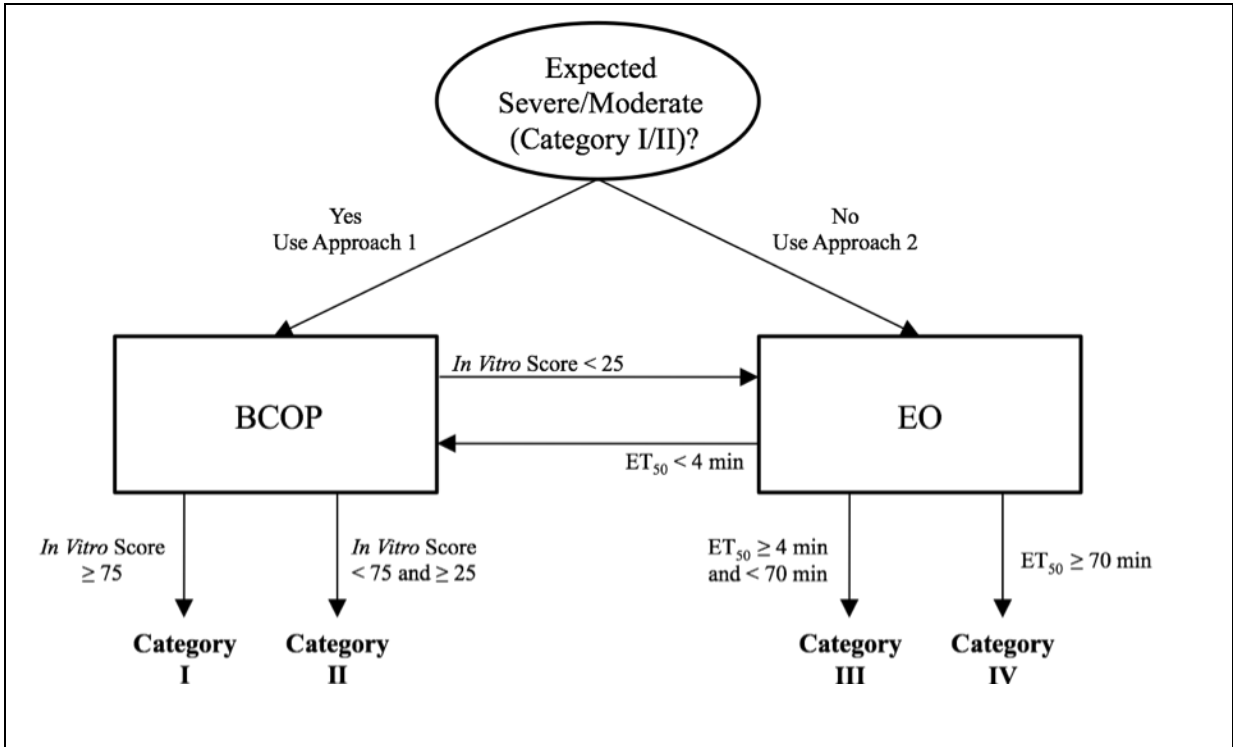 Expected
Severe/Moderate
(Category I/II)?
Yes
Use Approach 1
No
Use Approach 2
BCOP
In Vitro Score < 25
ET50 < 4 min
EO
In Vitro Score
≥ 75
In Vitro Score
< 75 and ≥ 25
ET50 ≥ 4 min
and < 70 min
ET50 ≥ 70 min
Category
I
Category
II
Category
III
Category
IV